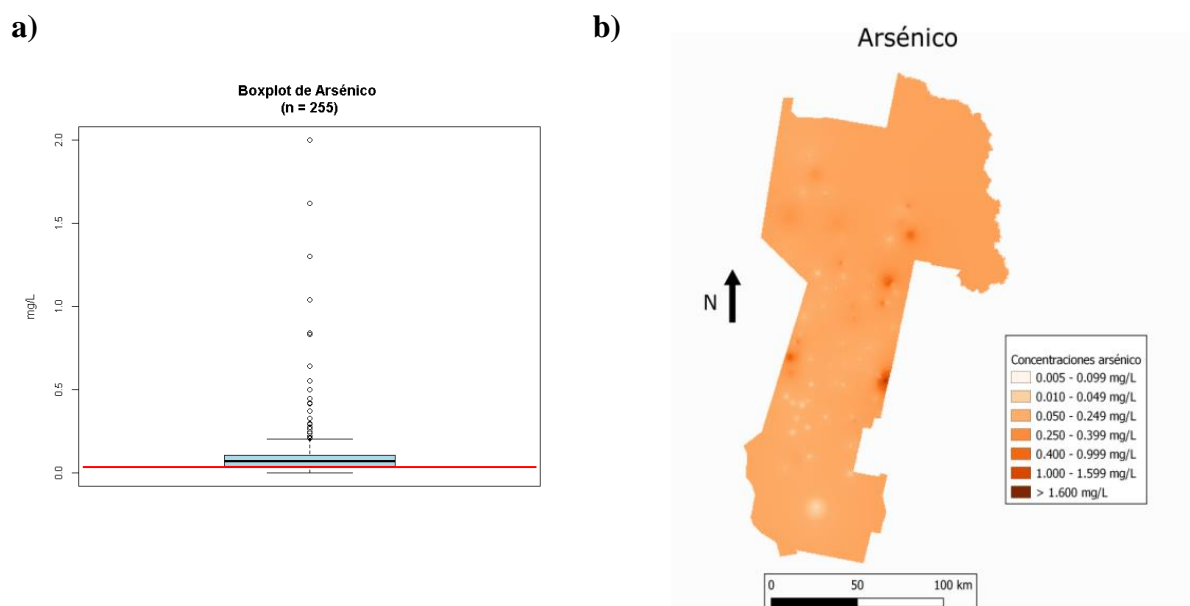 a)
Boxplot de Arsénico
(n = 255)
mg/L
2.0
1.5
1.0
0.5
0.0
b)
Arsénico
N
Concentraciones arsénico
0.005 - 0.099 mg/L
0.010 - 0.049 mg/L
0.050 - 0.249 mg/L
0.250 - 0.399 mg/L
0.400 - 0.999 mg/L
1.000 - 1.599 mg/L
> 1.600 mg/L
0 50 100 km